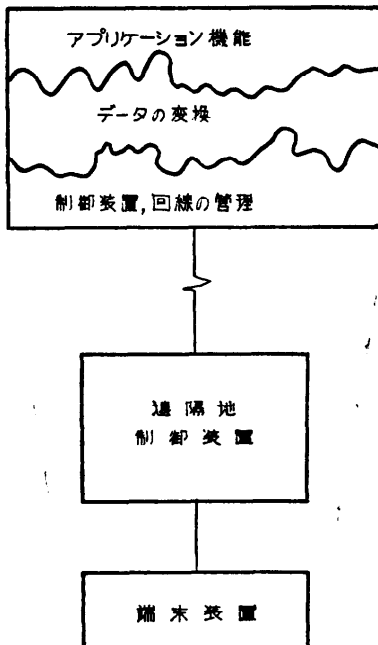 アプリケーション機能
データの変換
制御装置,回線の管理
遠隔地
制御装置
端末装置